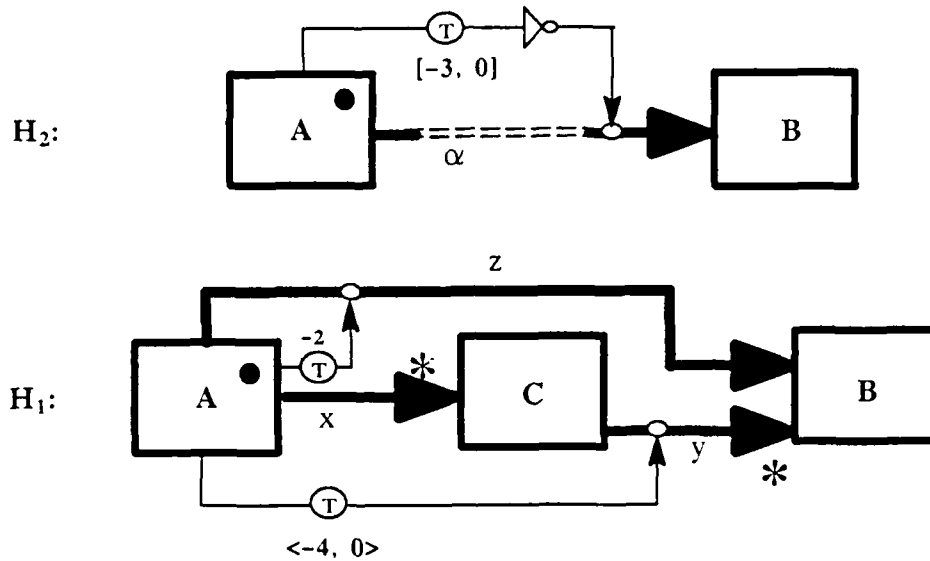 T
[-3, 0]
H₂:
A
B
α
z
-2
T
*
H₁:
A
x
C
B
y
*
T
<-4, 0>